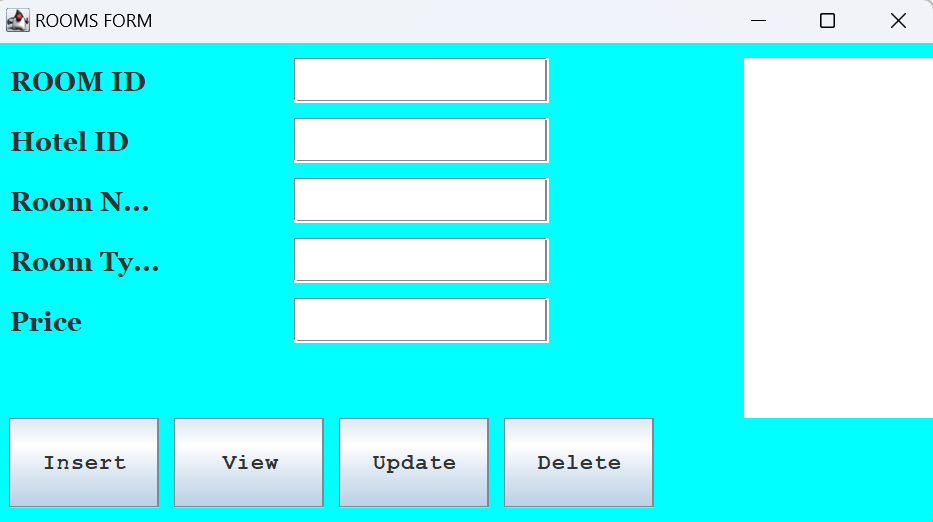 ROOMS FORM
ROOM ID
Hotel ID
Room N...
Room Ty...
Price
Insert View Update Delete